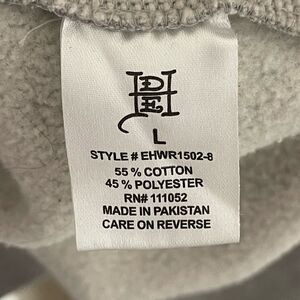 L
STYLE # EHWR1502-8
55 % COTTON
45 % POLYESTER
RN# 111052
MADE IN PAKISTAN
CARE ON REVERSE